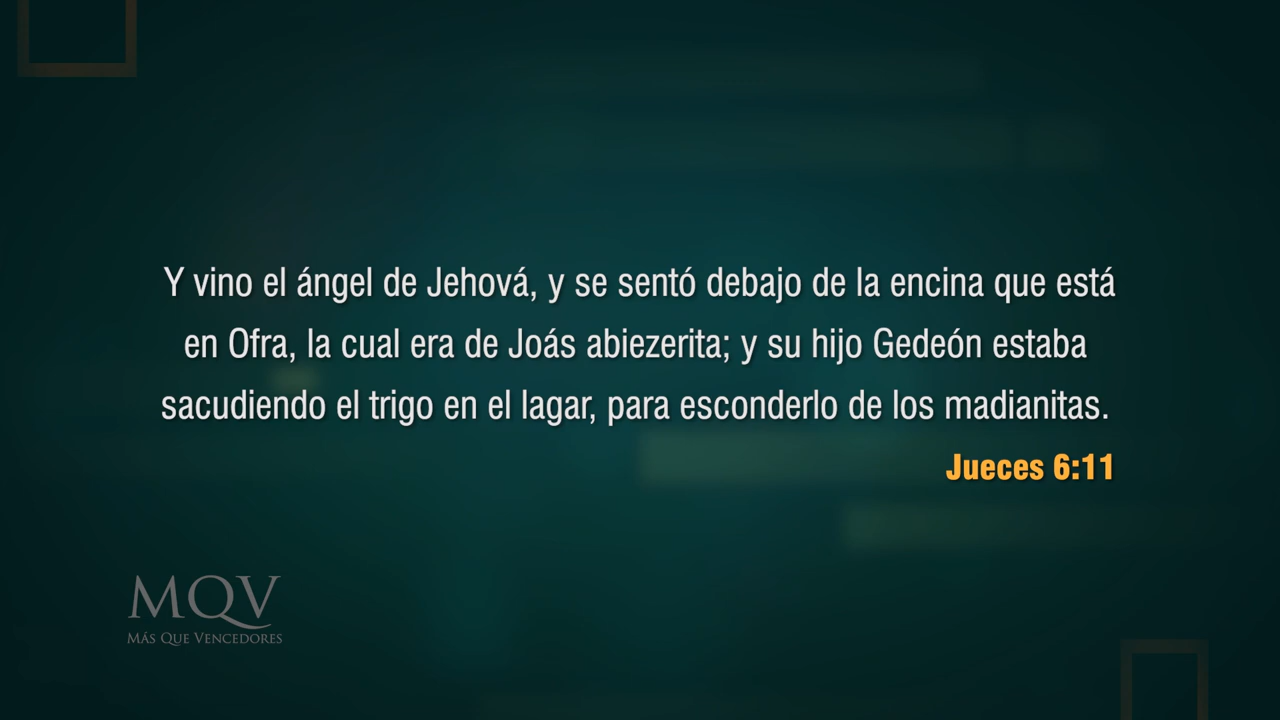 Y vino el ángel de Jehová, y se sentó debajo de la encina que está
en Ofra, la cual era de Joás abiezerita; y su hijo Gedeón estaba
sacudiendo el trigo en el lagar, para esconderlo de los madianitas.
Jueces 6:11
MQV
MÁS QUE VENCEDORES